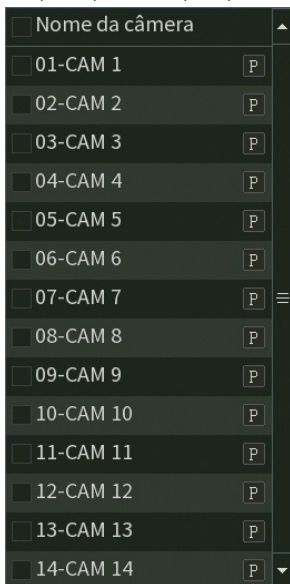 Nome da câmera
01-CAM 1 P
02-CAM 2 P
03-CAM 3 P
04-CAM 4 P
05-CAM 5 P
06-CAM 6 P
07-CAM 7 P
08-CAM 8 P
09-CAM 9 P
10-CAM 10 P
11-CAM 11 P
12-CAM 12 P
13-CAM 13 P
14-CAM 14 P